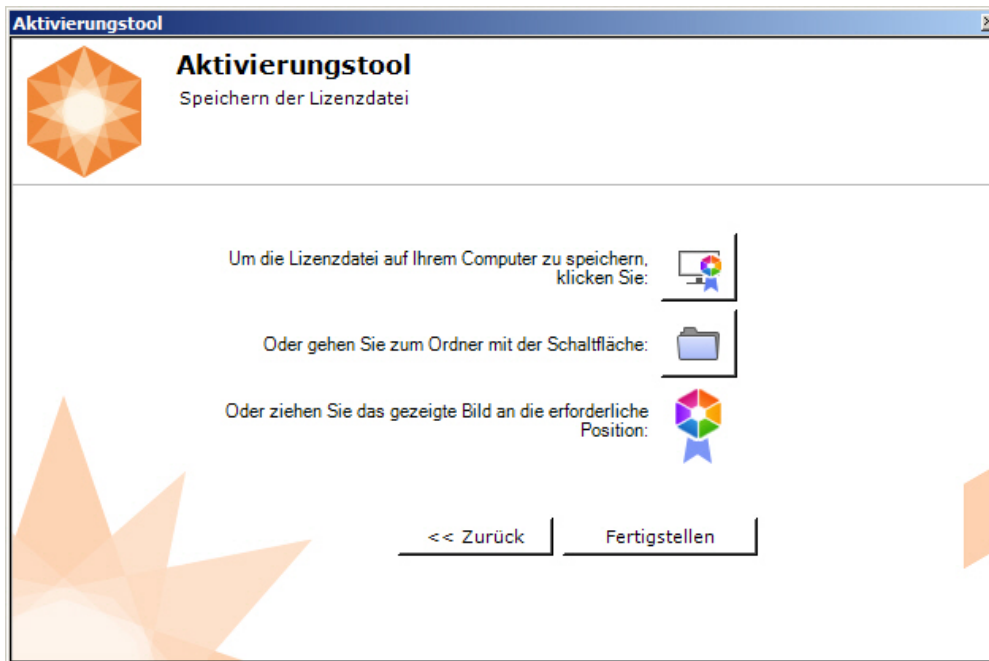 Aktivierungstool
Aktivierungstool
Speichern der Lizenzdatei
Um die Lizenzdatei auf Ihrem Computer zu speichern,
klicken Sie:
Oder gehen Sie zum Ordner mit der Schaltfläche:
Oder ziehen Sie das gezeigte Bild an die erforderliche
Position:
<< Zurück
Fertigstellen